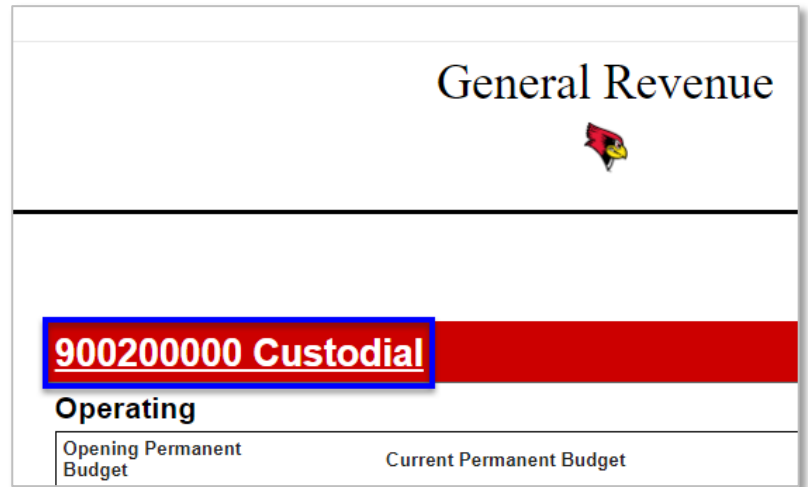 General Revenue
900200000 Custodial
Operating
Opening Permanent Current Permanent Budget
Budget